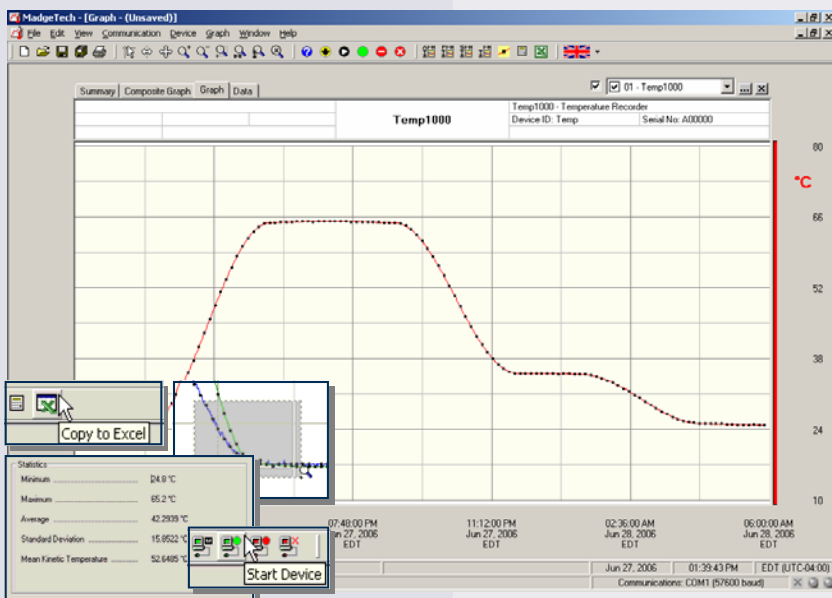 MadgeTech - [Graph - (Unsaved)]
File Edit View Communication Device Graph Window Help
Summary Composite Graph Graph Data
01 - Temp1000
Temp1000
Temp1000 - Temperature Recorder
Device ID: Temp Serial No: A00000
80
°C
66
52
38
24
10
Copy to Excel
Statistics
Minimum 24.8 °C
Maximum 65.2 °C
Average 42.2939 °C
Standard Deviation 15.8522 °C
Mean Kinetic Temperature 52.6485 °C
Start Device
07:48:00 PM 11:12:00 PM 02:36:00 AM 06:00:00 AM
27, 2006 Jun 27, 2006 Jun 28, 2006 Jun 28, 2006
EDT EDT EDT EDT
Jun 27, 2006 01:39:43 PM EDT (UTC-04:00)
Communications: COM1 (57600 baud)